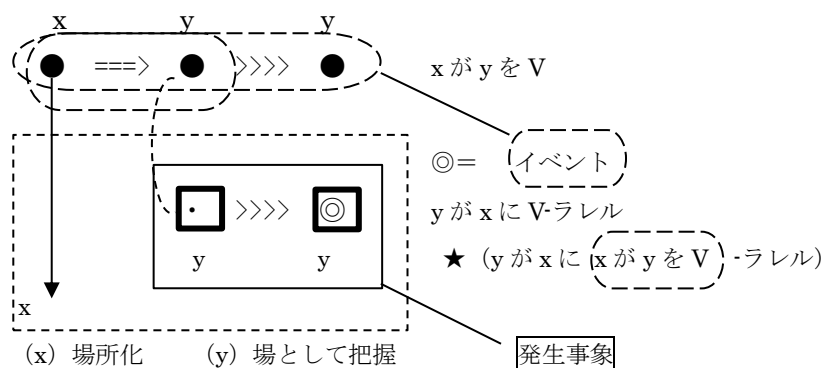 x y y
===> >>>> x が y を V
◎＝ イベント
・ >>>> ◎ y が x に V-ラレル
y y ★（y が x に x が y を V -ラレル）
x
（x）場所化 （y）場として把握 発生事象